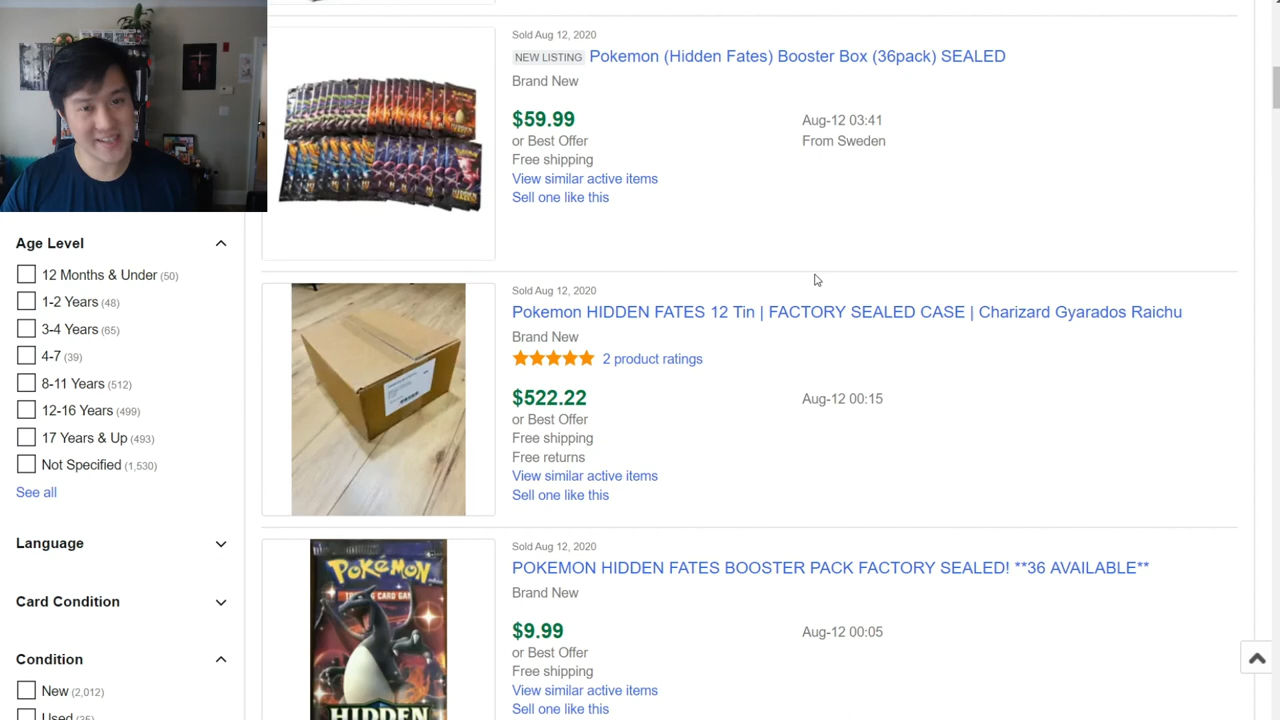 Sold Aug 12, 2020
NEW LISTING Pokemon (Hidden Fates) Booster Box (36pack) SEALED
Brand New
$59.99
Aug-12 03:41
or Best Offer
From Sweden
Free shipping
View similar active items
Sell one like this
Age Level
12 Months & Under (50)
1-2 Years (48)
3-4 Years (65)
4-7 (39)
8-11 Years (512)
12-16 Years (499)
17 Years & Up (493)
Not Specified (1,530)
See all
Language
Card Condition
Condition
New (2,012)
Used (35)
Sold Aug 12, 2020
Pokemon HIDDEN FATES 12 Tin | FACTORY SEALED CASE | Charizard Gyarados Raichu
Brand New
2 product ratings
$522.22
Aug-12 00:15
or Best Offer
Free shipping
Free returns
View similar active items
Sell one like this
POKéMON
TRADING CARD GAME
HIDDEN
Sold Aug 12, 2020
POKEMON HIDDEN FATES BOOSTER PACK FACTORY SEALED! **36 AVAILABLE**
Brand New
$9.99
Aug-12 00:05
or Best Offer
Free shipping
View similar active items
Sell one like this